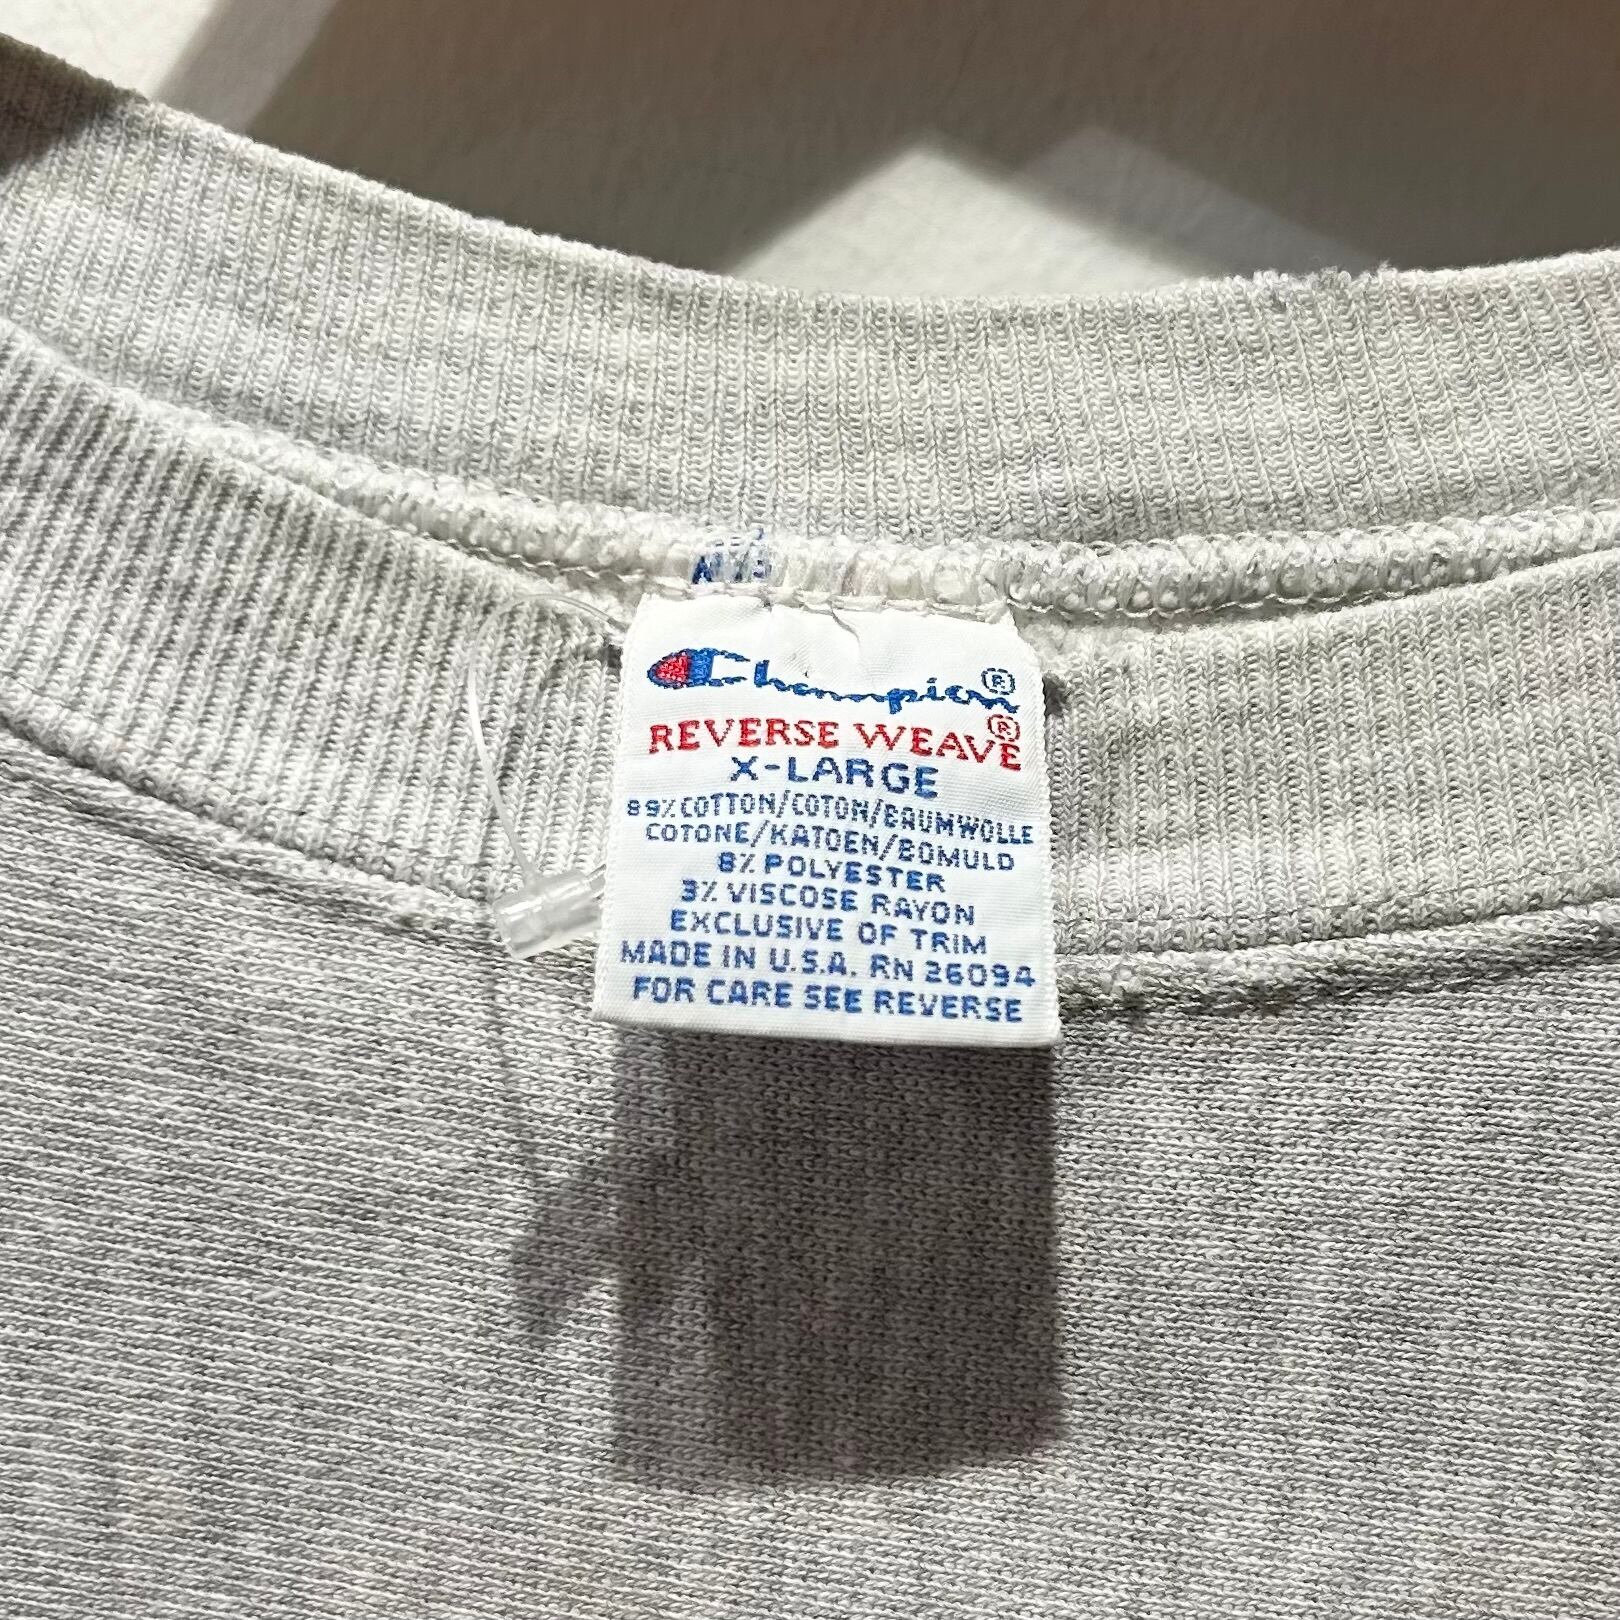 Champion®
REVERSE WEAVE®
X-LARGE
89% COTTON/COTON/BAUMWOLLE
COTONE/KATOEN/BOMULD
8% POLYESTER
3% VISCOSE RAYON
EXCLUSIVE OF TRIM
MADE IN U.S.A. RN 26094
FOR CARE SEE REVERSE